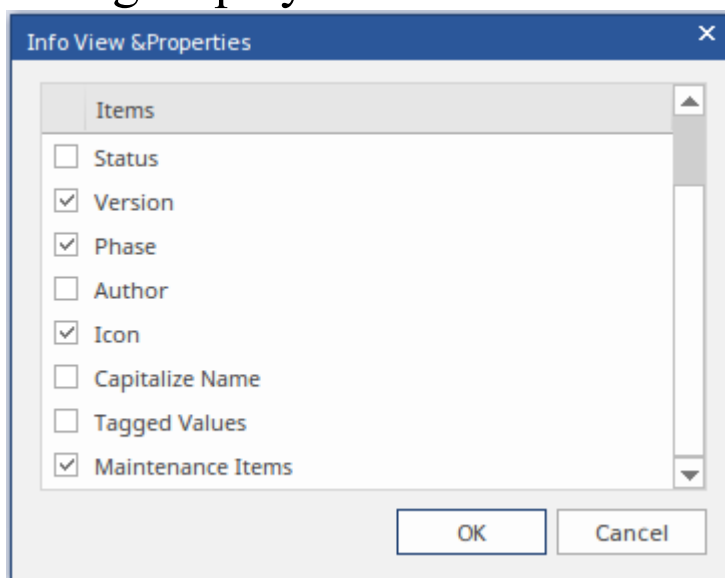 Info View &Properties
Items
Status
Version
Phase
Author
Icon
Capitalize Name
Tagged Values
Maintenance Items
OK Cancel